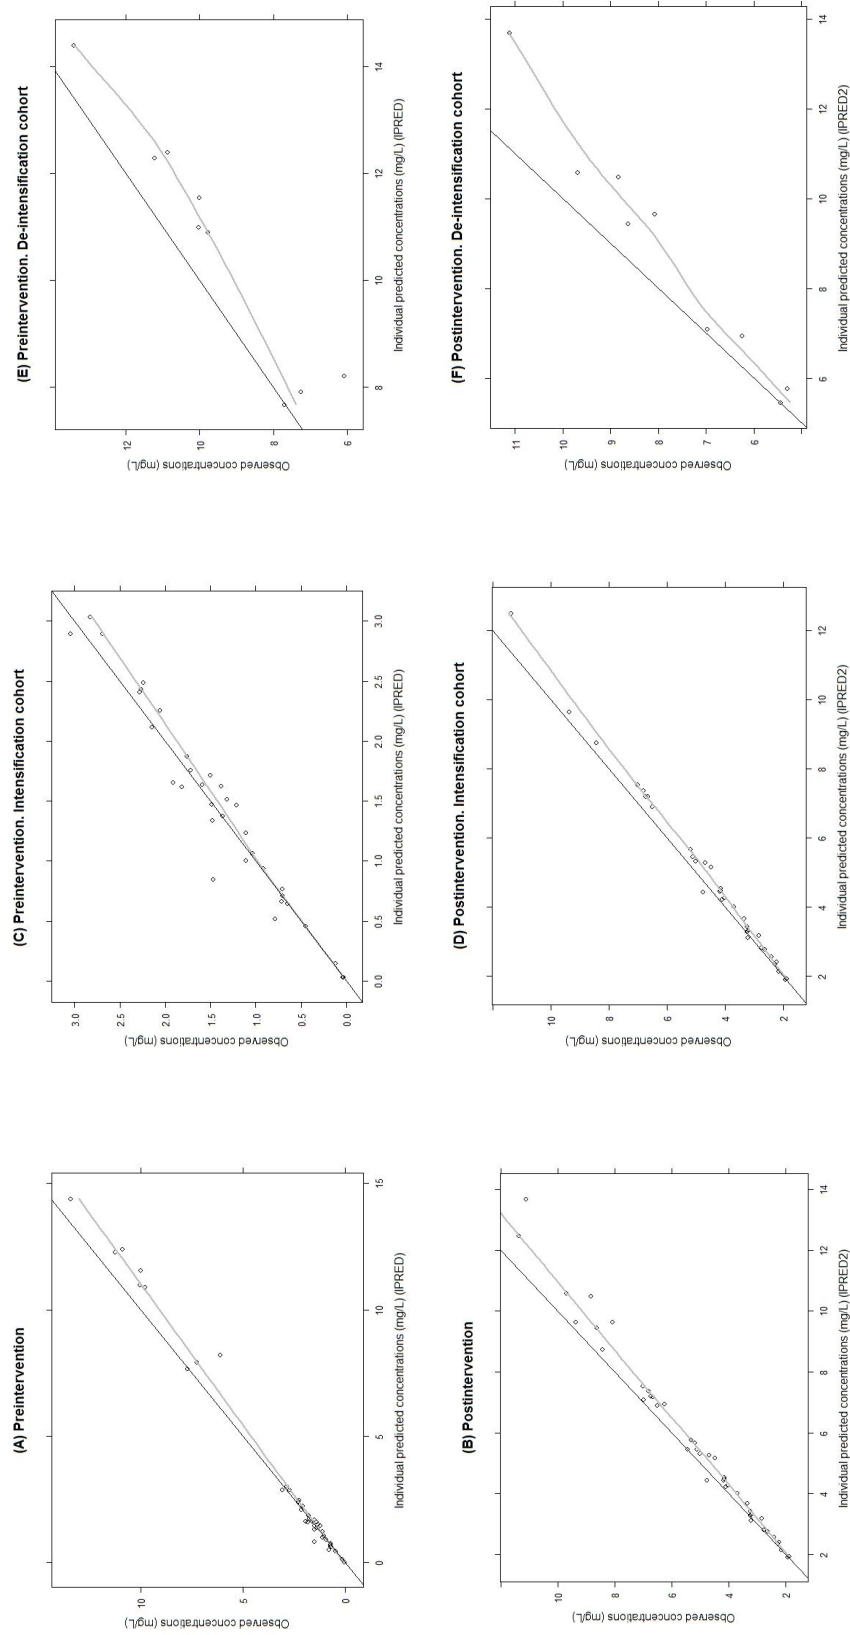 (A) Preintervention
Observed concentrations (mg/L)
10
5
0
0 5 10 15
Individual predicted concentrations (mg/L) (IPRED)
(C) Preintervention. Intensification cohort
Observed concentrations (mg/L)
3.0
2.5
2.0
1.5
1.0
0.5
0.0
0.0 0.5 1.0 1.5 2.0 2.5 3.0
Individual predicted concentrations (mg/L) (IPRED)
(E) Preintervention. De-intensification cohort
Observed concentrations (mg/L)
12
10
8
6
8 10 12 14
Individual predicted concentrations (mg/L) (IPRED)
(B) Postintervention
Observed concentrations (mg/L)
10
8
6
4
2
2 4 6 8 10 12 14
Individual predicted concentrations (mg/L) (IPRED2)
(D) Postintervention. Intensification cohort
Observed concentrations (mg/L)
10
8
6
4
2
2 4 6 8 10 12
Individual predicted concentrations (mg/L) (IPRED2)
(F) Postintervention. De-intensification cohort
Observed concentrations (mg/L)
11
10
9
8
7
6
6 8 10 12 14
Individual predicted concentrations (mg/L) (IPRED2)